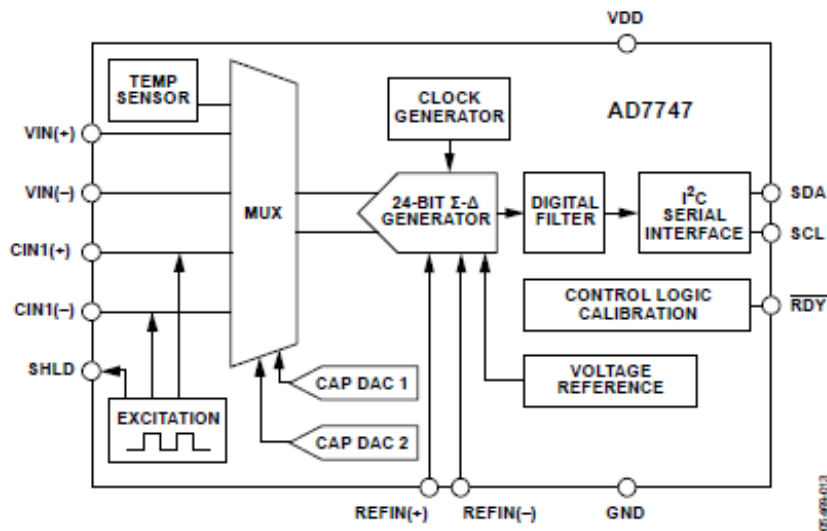 VDD
TEMP
SENSOR
CLOCK
GENERATOR
AD7747
VIN(+)
VIN(–)
MUX
24-BIT Σ-Δ
GENERATOR
DIGITAL
FILTER
I²C
SERIAL
INTERFACE
SDA
SCL
CIN1(+)
CIN1(–)
CONTROL LOGIC
CALIBRATION
RDY
SHLD
CAP DAC 1
VOLTAGE
REFERENCE
EXCITATION
CAP DAC 2
REFIN(+)
REFIN(–)
GND